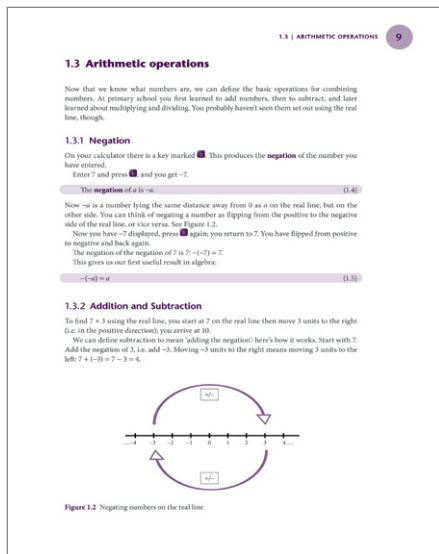 1.3 | ARITHMETIC OPERATIONS 9
1.3 Arithmetic operations
Now that we know what numbers are, we can define the basic operations for combining
numbers. At primary school you first learned to add numbers, then to subtract, and later
learned about multiplying and dividing. You probably haven't seen them set out using the real
line, though.
1.3.1 Negation
On your calculator there is a key marked . This produces the negation of the number you
have entered.
Enter 7 and press , and you get −7.
The negation of a is −a. (1.4)
Now −a is a number lying the same distance away from 0 as a on the real line, but on the
other side. You can think of negating a number as flipping from the positive to the negative
side of the real line, or vice versa. See Figure 1.2.
Now you have −7 displayed, press again; you return to 7. You have flipped from positive
to negative and back again.
The negation of the negation of 7 is 7: −(−7) = 7.
This gives us our first useful result in algebra:
−(−a) = a (1.5)
1.3.2 Addition and Subtraction
To find 7 + 3 using the real line, you start at 7 on the real line then move 3 units to the right
(i.e. in the positive direction); you arrive at 10.
We can define subtraction to mean 'adding the negation': here's how it works. Start with 7.
Add the negation of 3, i.e. add −3. Moving −3 units to the right means moving 3 units to the
left: 7 + (−3) = 7 − 3 = 4.
+/−
....−4 −3 −2 −1 0 1 2 3 4....
+/−
Figure 1.2 Negating numbers on the real line